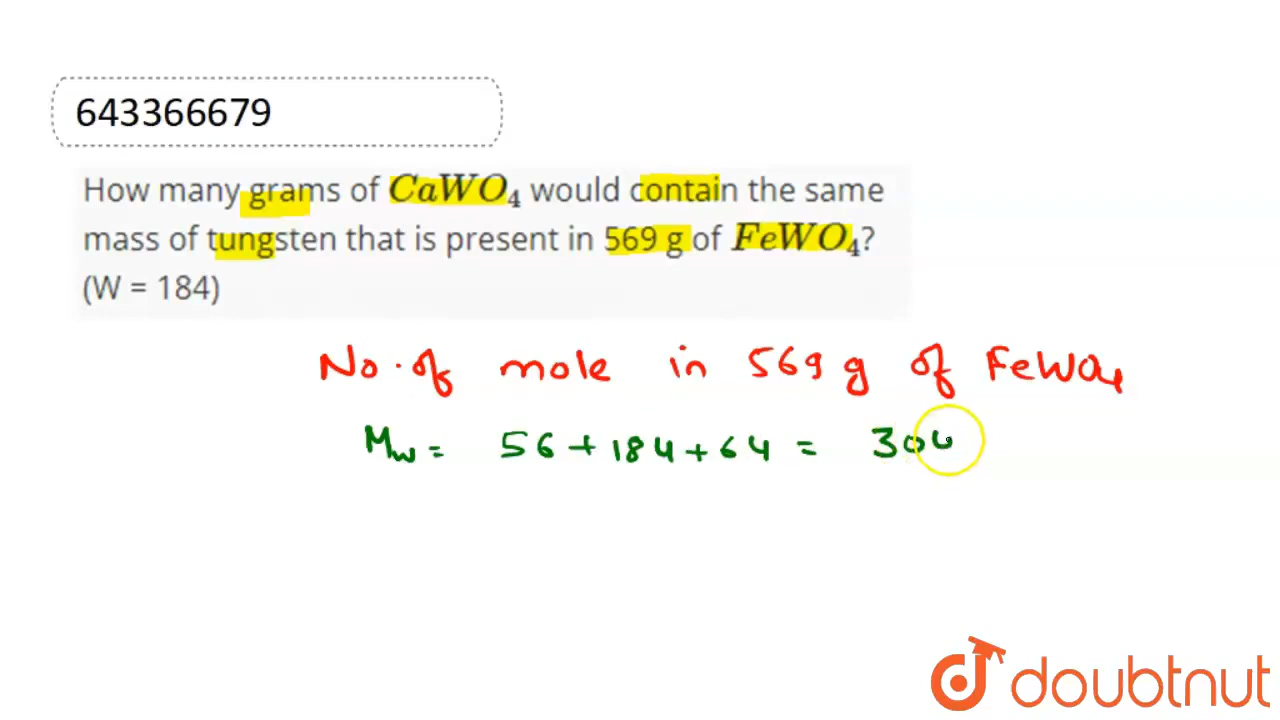 643366679
How many grams of CaWO₄ would contain the same
mass of tungsten that is present in 569 g of FeWO₄?
(W = 184)
No. of mole in 569 g of FeWO₄
Mw = 56 + 184 + 64 = 304
doubtnut